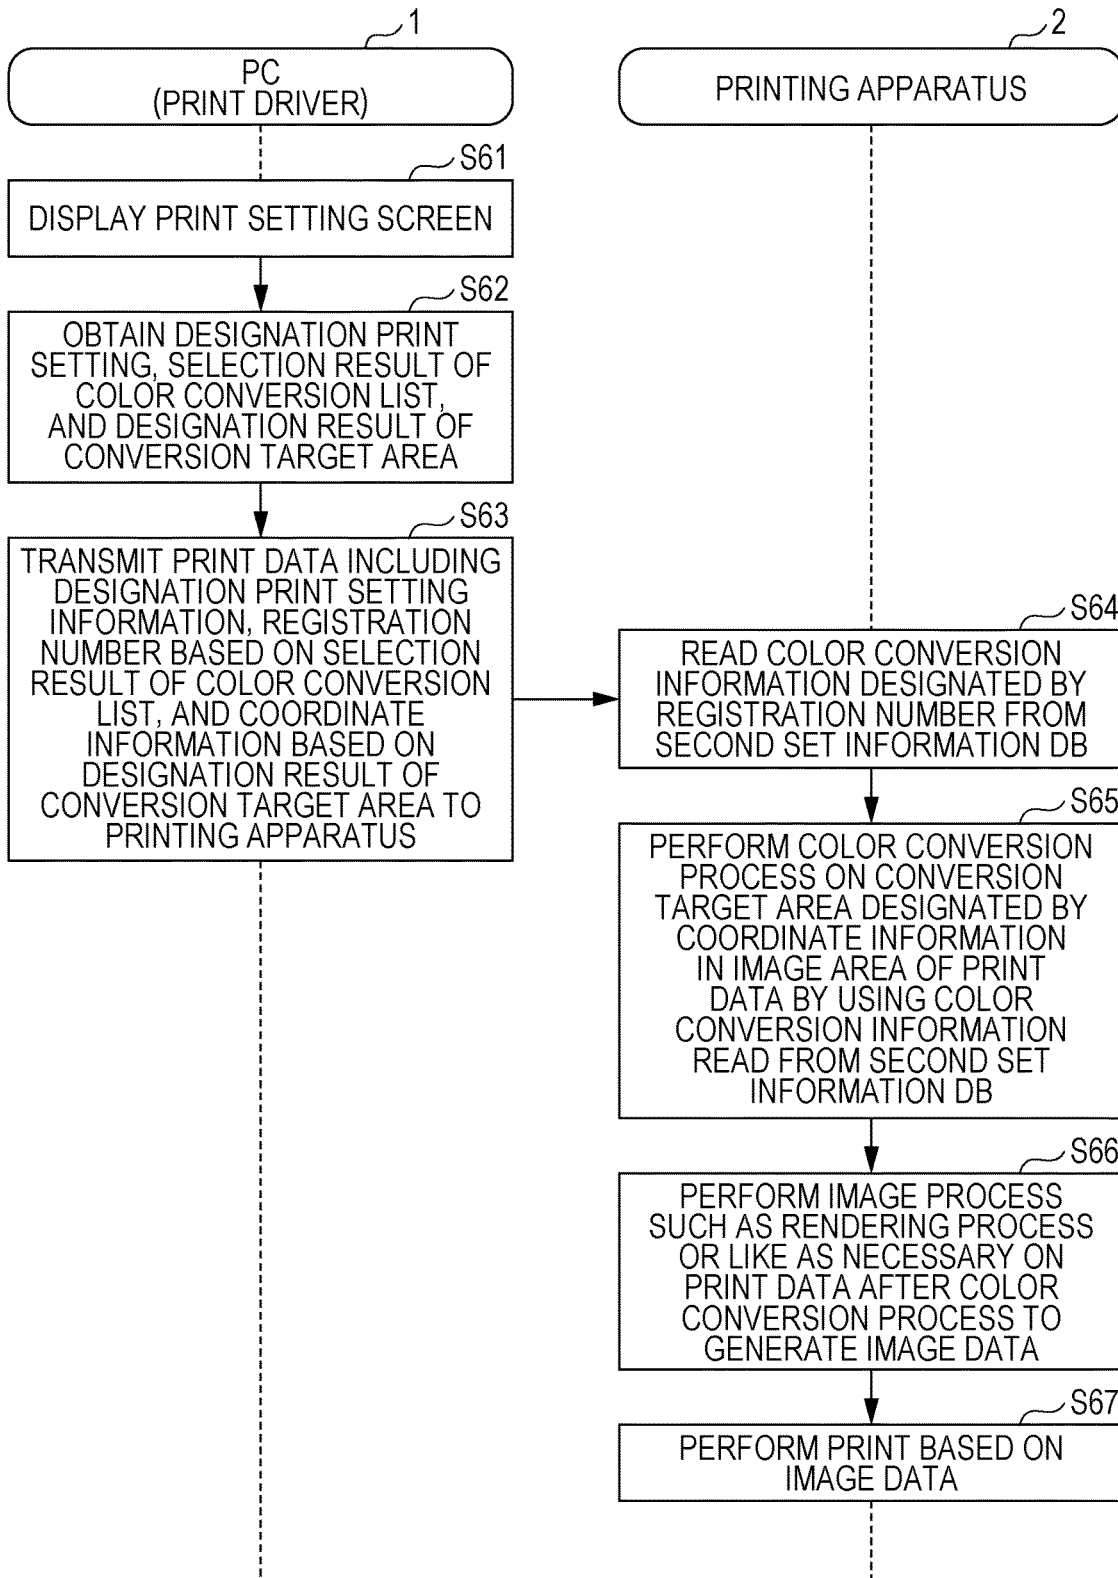 1
PC
(PRINT DRIVER)
2
PRINTING APPARATUS
S61
DISPLAY PRINT SETTING SCREEN
S62
OBTAIN DESIGNATION PRINT
SETTING, SELECTION RESULT OF
COLOR CONVERSION LIST,
AND DESIGNATION RESULT OF
CONVERSION TARGET AREA
S63
TRANSMIT PRINT DATA INCLUDING
DESIGNATION PRINT SETTING
INFORMATION, REGISTRATION
NUMBER BASED ON SELECTION
RESULT OF COLOR CONVERSION
LIST, AND COORDINATE
INFORMATION BASED ON
DESIGNATION RESULT OF
CONVERSION TARGET AREA TO
PRINTING APPARATUS
S64
READ COLOR CONVERSION
INFORMATION DESIGNATED BY
REGISTRATION NUMBER FROM
SECOND SET INFORMATION DB
S65
PERFORM COLOR CONVERSION
PROCESS ON CONVERSION
TARGET AREA DESIGNATED BY
COORDINATE INFORMATION
IN IMAGE AREA OF PRINT
DATA BY USING COLOR
CONVERSION INFORMATION
READ FROM SECOND SET
INFORMATION DB
S66
PERFORM IMAGE PROCESS
SUCH AS RENDERING PROCESS
OR LIKE AS NECESSARY ON
PRINT DATA AFTER COLOR
CONVERSION PROCESS TO
GENERATE IMAGE DATA
S67
PERFORM PRINT BASED ON
IMAGE DATA